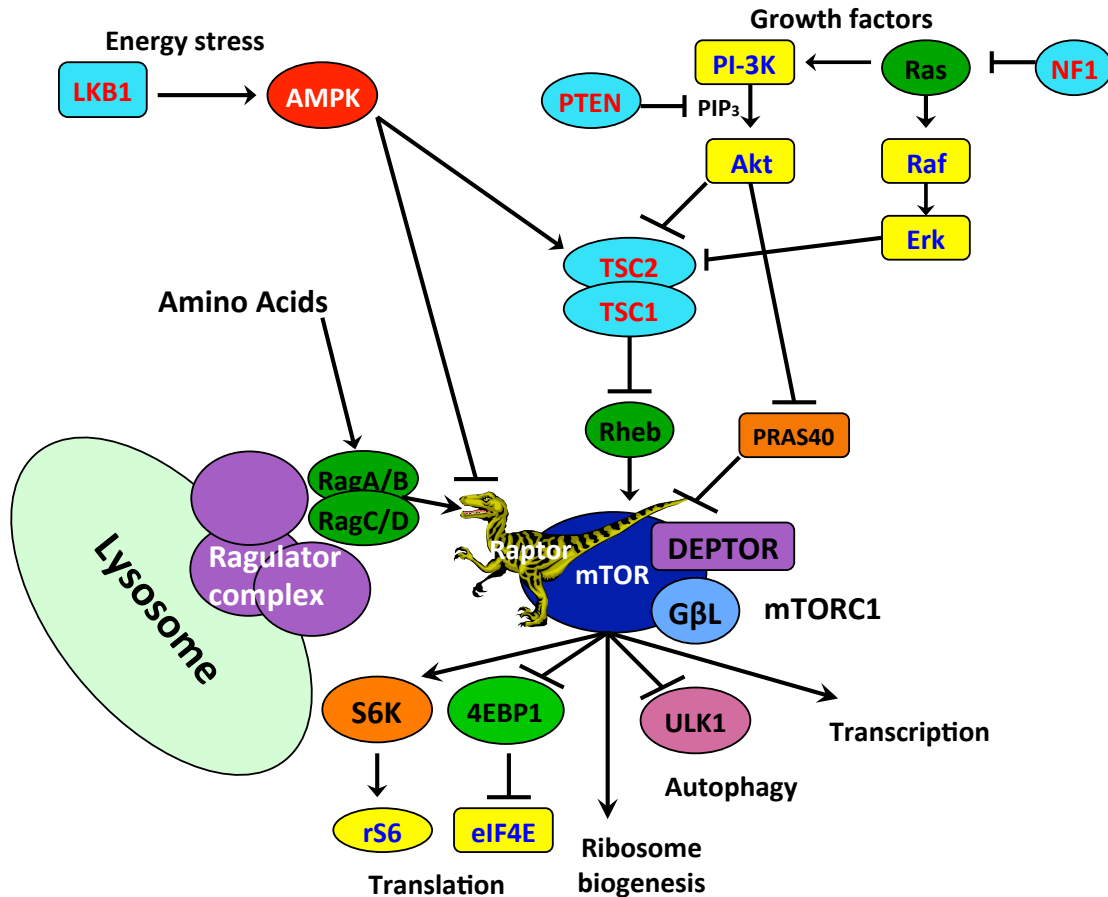 Growth factors
Energy stress
LKB1
AMPK
PI-3K
Ras
NF1
PTEN
PIP₃
Akt
Raf
Erk
TSC2
TSC1
Amino Acids
Rheb
PRAS40
RagA/B
RagC/D
Lysosome
Ragulator
complex
Raptor
mTOR
DEPTOR
GβL
mTORC1
S6K
4EBP1
ULK1
Transcription
Autophagy
rS6
eIF4E
Translation
Ribosome
biogenesis